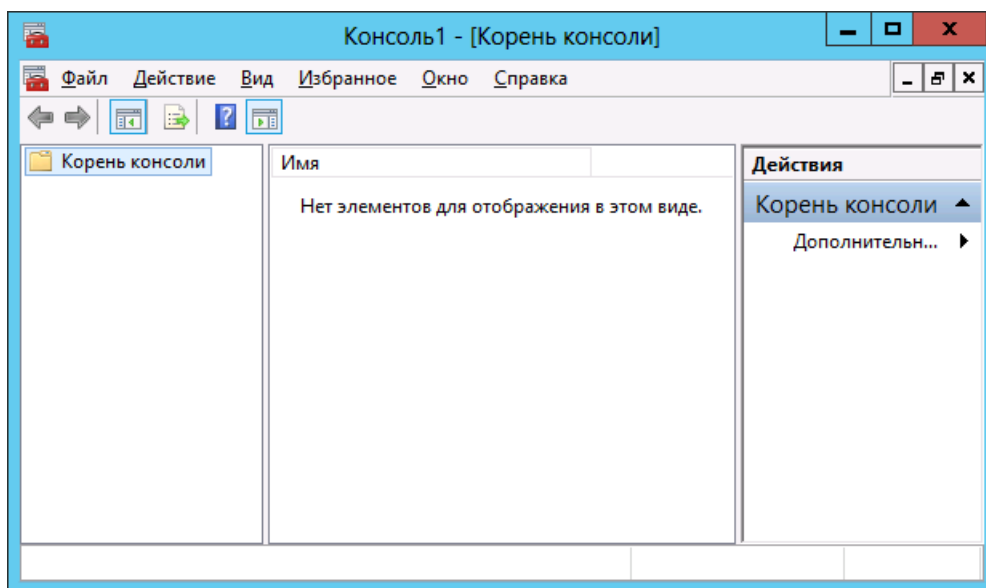 Консоль1 - [Корень консоли]
Файл Действие Вид Избранное Окно Справка
Корень консоли
Имя
Нет элементов для отображения в этом виде.
Действия
Корень консоли
Дополнительн...